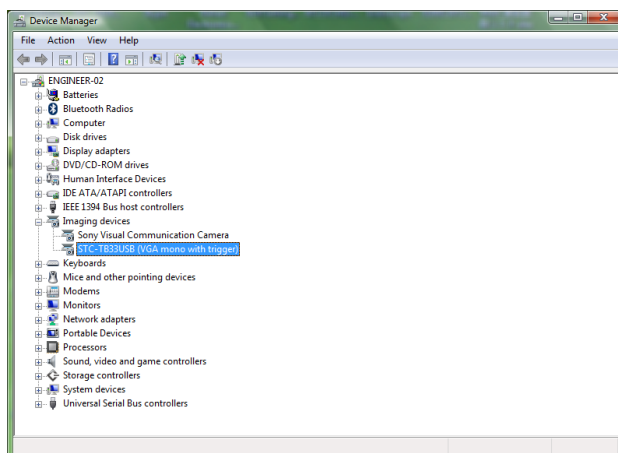 Device Manager
File Action View Help
ENGINEER-02
Batteries
Bluetooth Radios
Computer
Disk drives
Display adapters
DVD/CD-ROM drives
Human Interface Devices
IDE ATA/ATAPI controllers
IEEE 1394 Bus host controllers
Imaging devices
Sony Visual Communication Camera
STC-TB33USB (VGA mono with trigger)
Keyboards
Mice and other pointing devices
Modems
Monitors
Network adapters
Portable Devices
Processors
Sound, video and game controllers
Storage controllers
System devices
Universal Serial Bus controllers